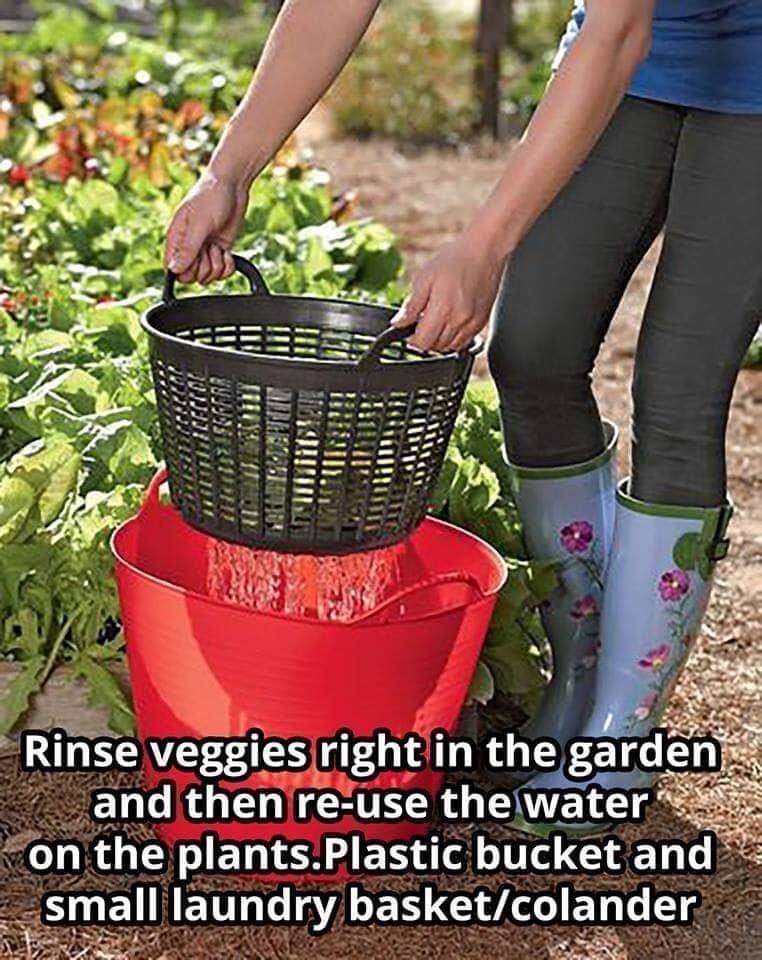 Rinse veggies right in the garden
and then re-use the water
on the plants.Plastic bucket and
small laundry basket/colander